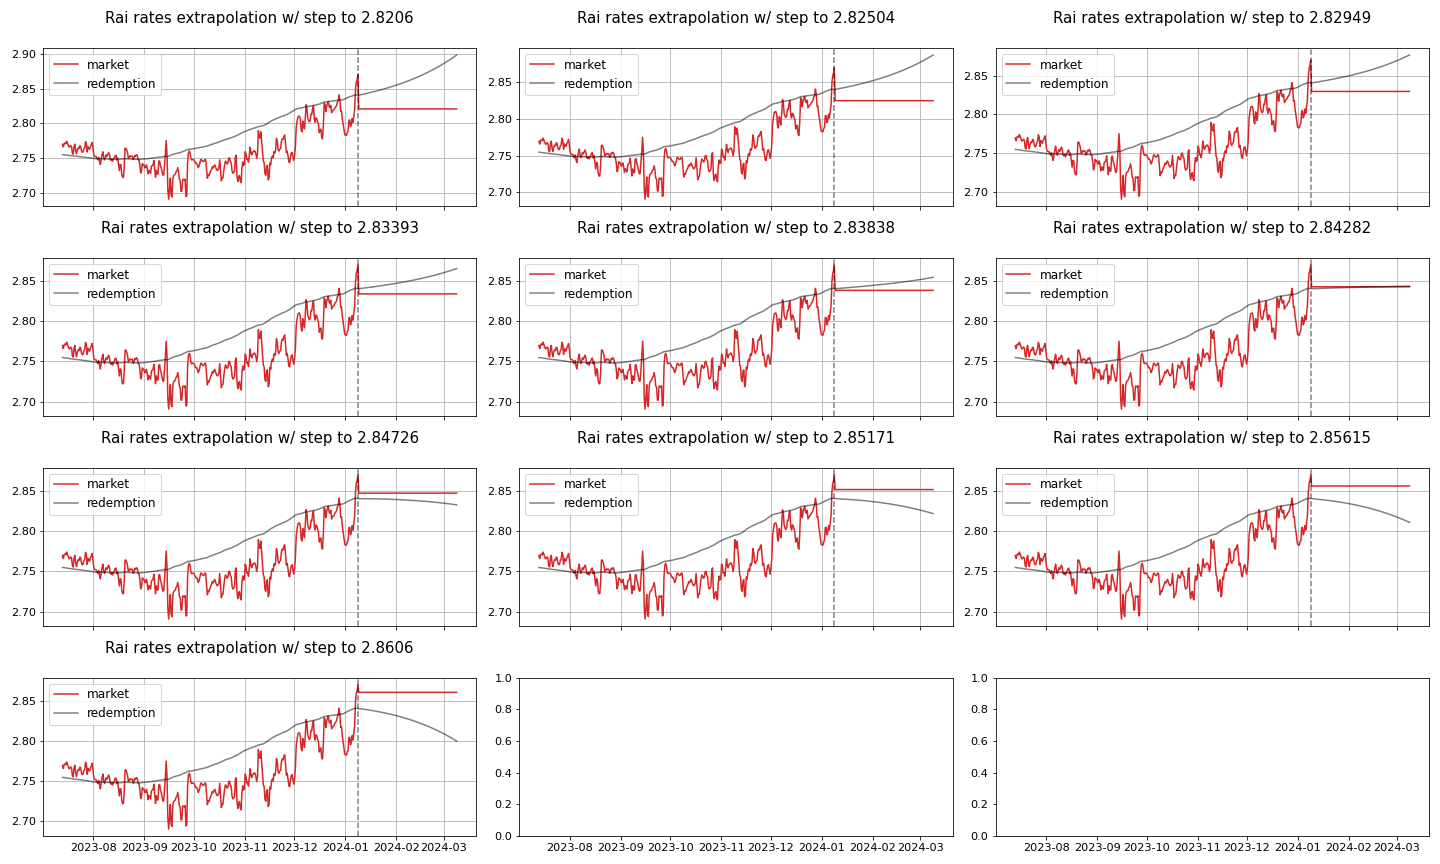 Rai rates extrapolation w/ step to 2.8206
Rai rates extrapolation w/ step to 2.82504
Rai rates extrapolation w/ step to 2.82949
2.90
2.85
2.80
2.75
2.70
market
redemption
2.85
2.80
2.75
2.70
market
redemption
2.85
2.80
2.75
2.70
market
redemption
Rai rates extrapolation w/ step to 2.83393
Rai rates extrapolation w/ step to 2.83838
Rai rates extrapolation w/ step to 2.84282
2.85
2.80
2.75
2.70
market
redemption
2.85
2.80
2.75
2.70
market
redemption
2.85
2.80
2.75
2.70
market
redemption
Rai rates extrapolation w/ step to 2.84726
Rai rates extrapolation w/ step to 2.85171
Rai rates extrapolation w/ step to 2.85615
2.85
2.80
2.75
2.70
market
redemption
2.85
2.80
2.75
2.70
market
redemption
2.85
2.80
2.75
2.70
market
redemption
Rai rates extrapolation w/ step to 2.8606
2.85
2.80
2.75
2.70
market
redemption
2023-08 2023-09 2023-10 2023-11 2023-12 2024-01 2024-02 2024-03
1.0
0.8
0.6
0.4
0.2
0.0
2023-08 2023-09 2023-10 2023-11 2023-12 2024-01 2024-02 2024-03
1.0
0.8
0.6
0.4
0.2
0.0
2023-08 2023-09 2023-10 2023-11 2023-12 2024-01 2024-02 2024-03